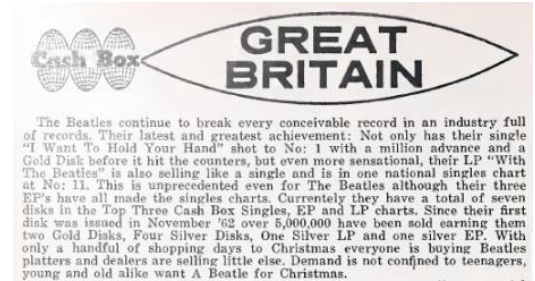 Cash Box
GREAT
BRITAIN
The Beatles continue to break every conceivable record in an industry full
of records. Their latest and greatest achievement: Not only has their single
"I Want To Hold Your Hand" shot to No: 1 with a million advance and a
Gold Disk before it hit the counters, but even more sensational, their LP "With
The Beatles" is also selling like a single and is in one national singles chart
at No: 11. This is unprecedented even for The Beatles although their three
EP's have all made the singles charts. Currentely they have a total of seven
disks in the Top Three Cash Box Singles, EP and LP charts. Since their first
disk was issued in November '62 over 5,000,000 have been sold earning them
two Gold Disks, Four Silver Disks, One Silver LP and one silver EP. With
only a handful of shopping days to Christmas everyone is buying Beatles
platters and dealers are selling little else. Demand is not confined to teenagers,
young and old alike want A Beatle for Christmas.